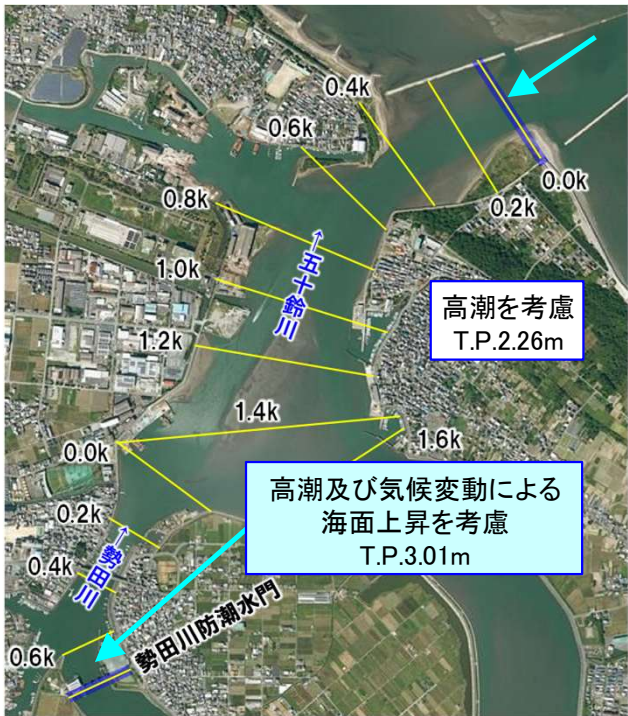 0.4k
0.6k
0.0k
0.2k
0.8k
←五十鈴川
1.0k
高潮を考慮
T.P.2.26m
1.2k
1.4k
1.6k
0.0k
高潮及び気候変動による
海面上昇を考慮
T.P.3.01m
0.2k
←勢田川
0.4k
勢田川防潮水門
0.6k